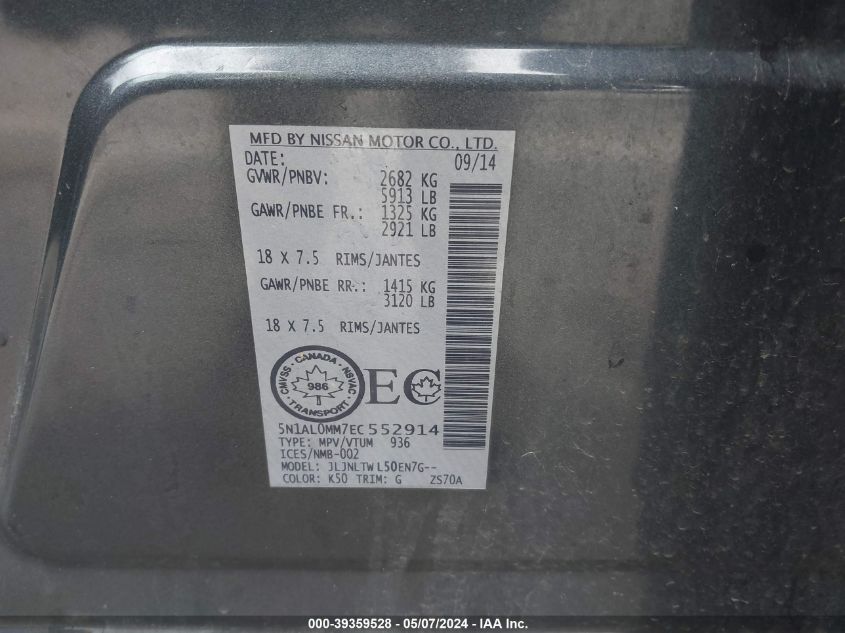 MFD BY NISSAN MOTOR CO., LTD.
DATE: 09/14
GVWR/PNBV: 2682 KG
5913 LB
GAWR/PNBE FR.: 1325 KG
2921 LB
18 X 7.5 RIMS/JANTES
GAWR/PNBE RR.: 1415 KG
3120 LB
18 X 7.5 RIMS/JANTES
CANADA
CMVSS NSVAC
986
TRANSPORT
EC
5N1AL0MM7EC552914
TYPE: MPV/VTUM 936
ICES/NMB-002
MODEL: JLJNLTWL50EN7G--
COLOR: K50 TRIM: G ZS70A
000-39359528 - 05/07/2024 - IAA Inc.